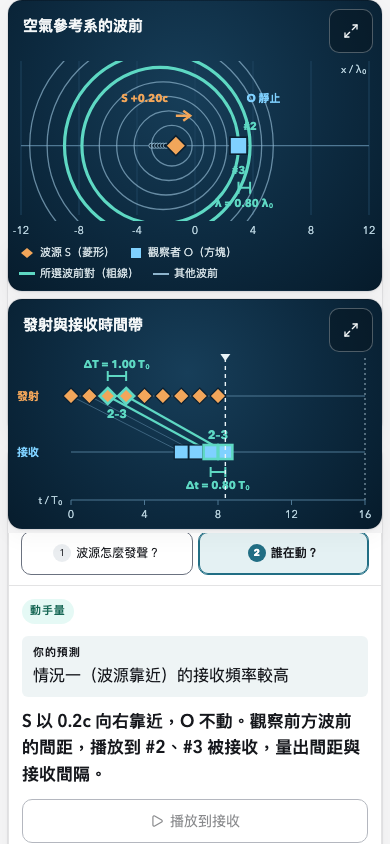 空氣參考系的波前
x / λ₀
S +0.20c
O 靜止
#2
#3
λ = 0.80 λ₀
-12 -8 -4 0 4 8 12
波源 S（菱形） 觀察者 O（方塊）
所選波前對（粗線） 其他波前
發射與接收時間帶
ΔT = 1.00 T₀
發射
2-3
2-3
接收
Δt = 0.80 T₀
t / T₀
0 4 8 12 16
1 波源怎麼發聲？ 2 誰在動？
動手量
你的預測
情況一（波源靠近）的接收頻率較高
S 以 0.2c 向右靠近，O 不動。觀察前方波前
的間距，播放到 #2、#3 被接收，量出間距與
接收間隔。
播放到接收